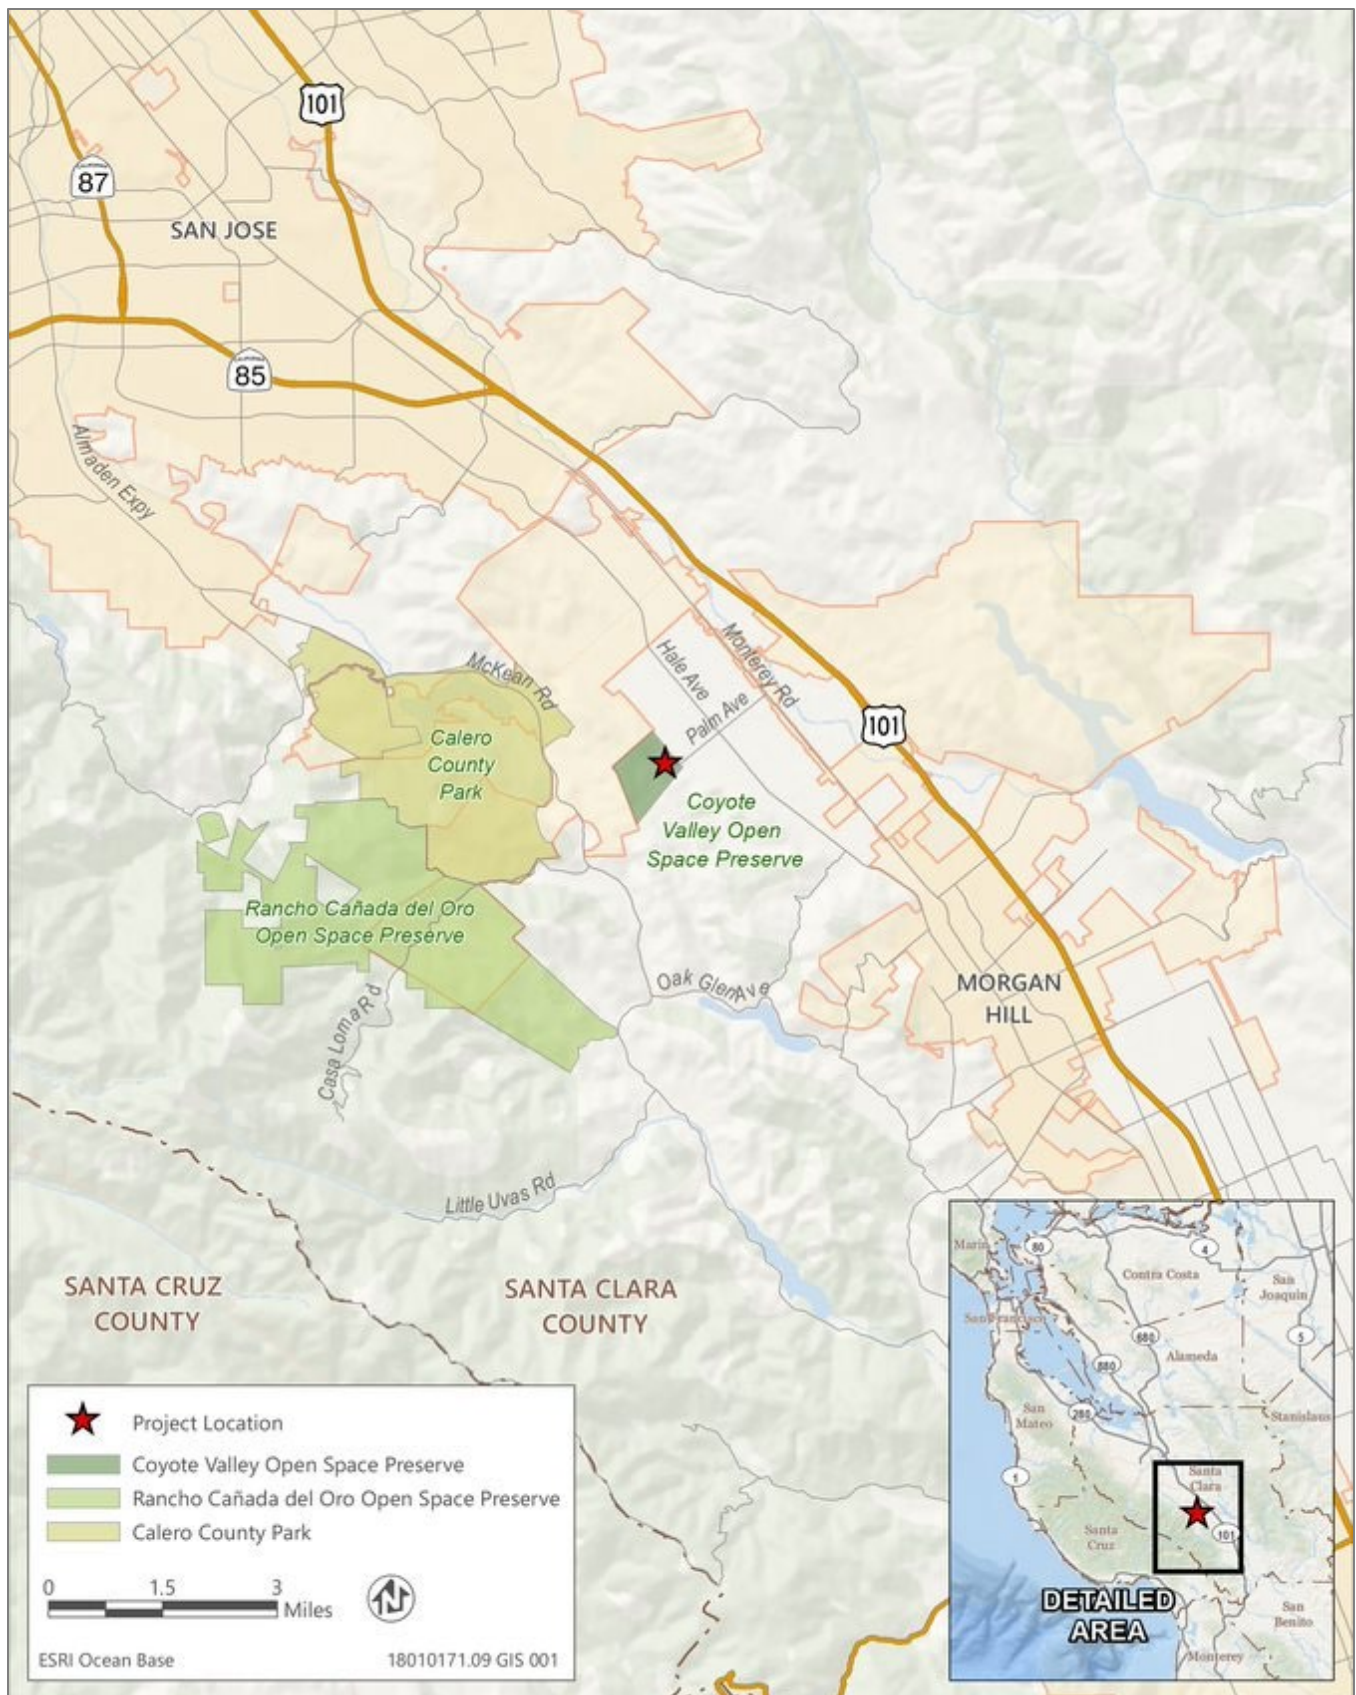 101
87
SAN JOSE
85
Almaden Expy
McKean Rd
Hale Ave
Monterey Rd
Palm Ave
101
Calero
County
Park
Coyote
Valley Open
Space Preserve
Rancho Cañada del Oro
Open Space Preserve
Oak Glen Ave
MORGAN
HILL
Casa Loma Rd
Little Uvas Rd
SANTA CRUZ
COUNTY
SANTA CLARA
COUNTY
Project Location
Coyote Valley Open Space Preserve
Rancho Cañada del Oro Open Space Preserve
Calero County Park
0 1.5 3
Miles
N
ESRI Ocean Base
18010171.09 GIS 001
Marin
80
4
Contra Costa
San
Joaquin
San Francisco
680
5
880
Alameda
San
Mateo
280
Stanislaus
1
Santa
Clara
Santa
Cruz
101
DETAILED
AREA
San
Benito
Monterey